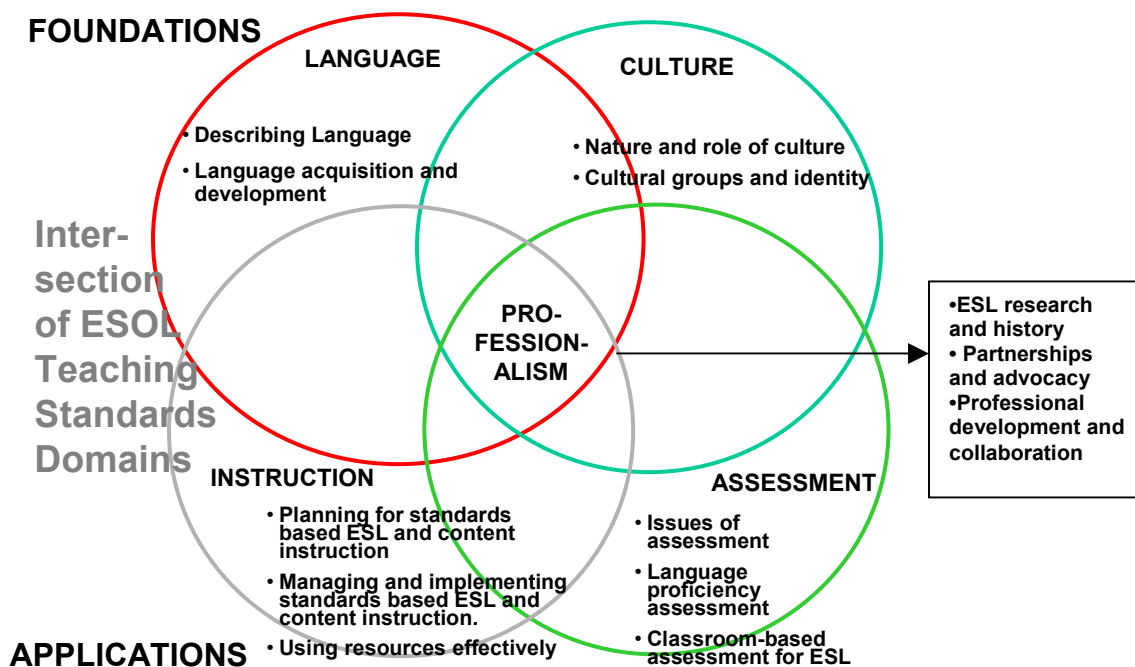 FOUNDATIONS
LANGUAGE
• Describing Language
• Language acquisition and
development
CULTURE
• Nature and role of culture
• Cultural groups and identity
Inter-
section
of ESOL
Teaching
Standards
Domains
PRO-
FESSION-
ALISM
•ESL research
and history
• Partnerships
and advocacy
•Professional
development and
collaboration
INSTRUCTION
• Planning for standards
based ESL and content
instruction
• Managing and implementing
standards based ESL and
content instruction.
• Using resources effectively
ASSESSMENT
• Issues of
assessment
• Language
proficiency
assessment
• Classroom-based
assessment for ESL
APPLICATIONS